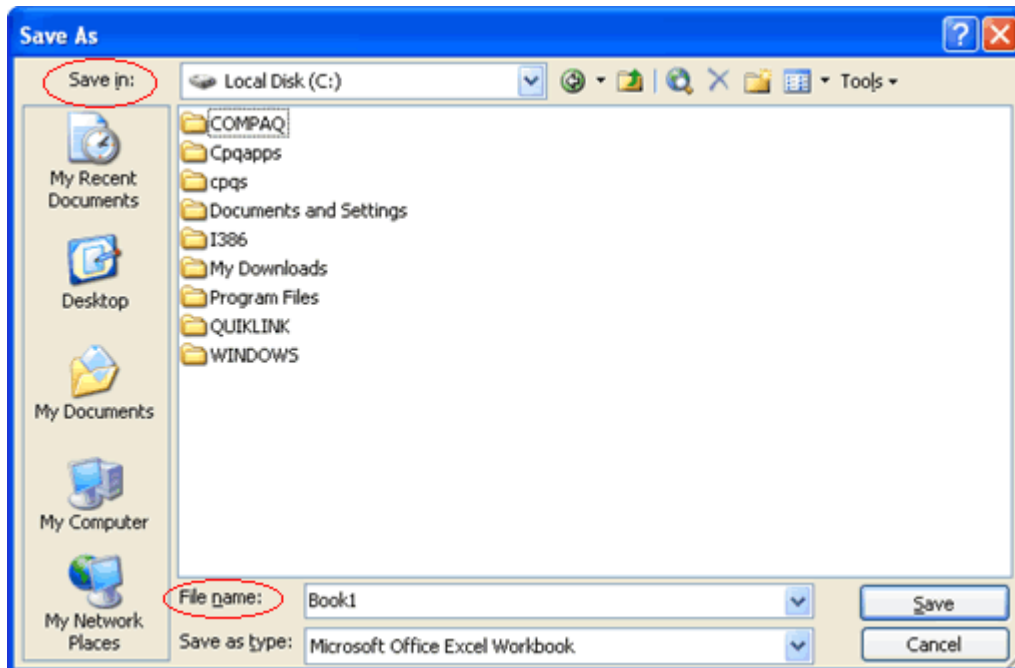 Save As
Save in:
Local Disk (C:)
Tools
My Recent
Documents
Desktop
My Documents
My Computer
My Network
Places
COMPAQ
Cpqapps
cpqs
Documents and Settings
I386
My Downloads
Program Files
QUIKLINK
WINDOWS
File name:
Book1
Save
Save as type:
Microsoft Office Excel Workbook
Cancel